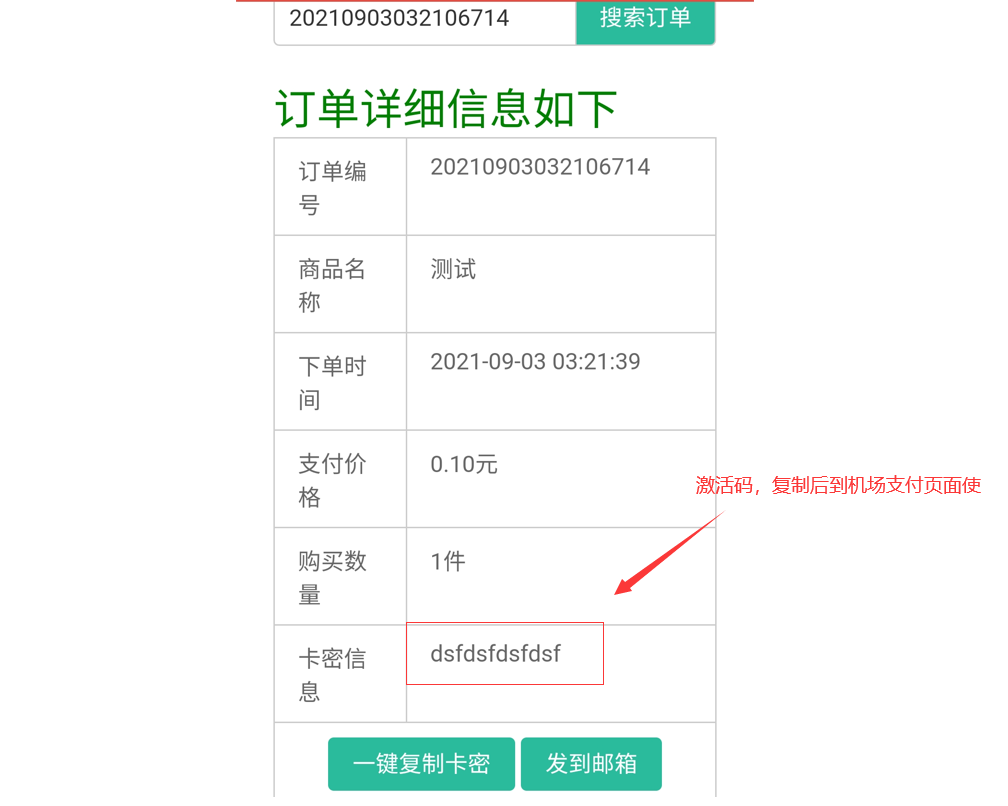 20210903032106714 搜索订单
订单详细信息如下
订单编
号
20210903032106714
商品名
称
测试
下单时
间
2021-09-03 03:21:39
支付价
格
0.10元
激活码，复制后到机场支付页面使
购买数
量
1件
卡密信
息
dsfdsfdsfdsf
一键复制卡密 发到邮箱